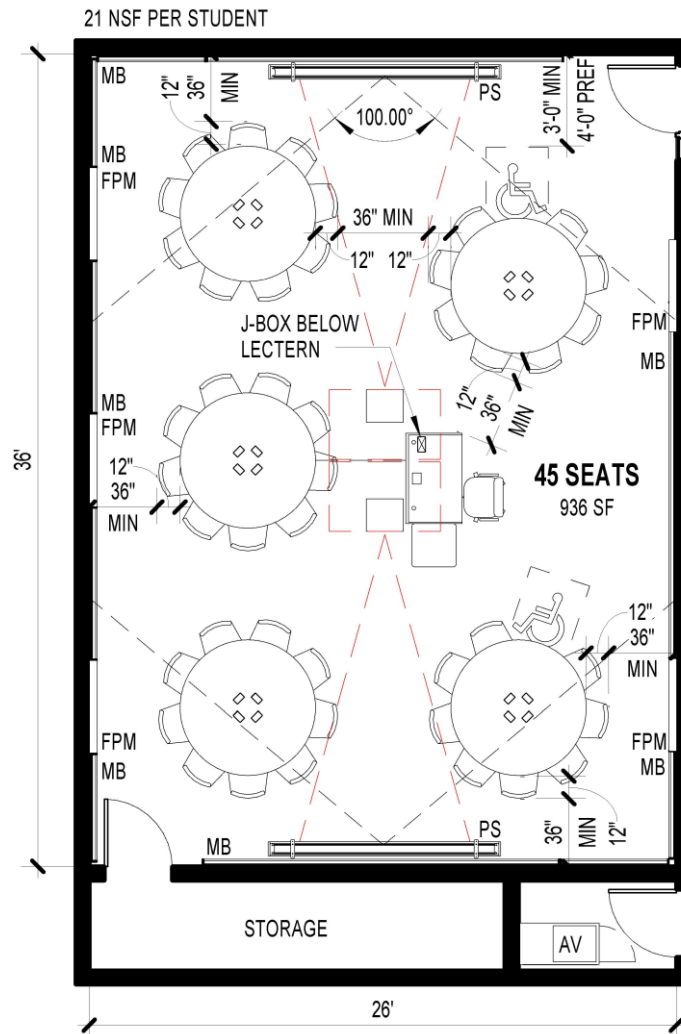 21 NSF PER STUDENT
MB
12"
36"
MIN
PS
100.00°
3'-0" MIN
4'-0" PREF
MB
FPM
36" MIN
12"
12"
J-BOX BELOW
LECTERN
FPM
MB
12"
36"
MIN
MB
FPM
36'
12"
36"
MIN
45 SEATS
936 SF
12"
36"
MIN
FPM
MB
FPM
MB
MB
PS
36"
MIN
12"
STORAGE
AV
26'